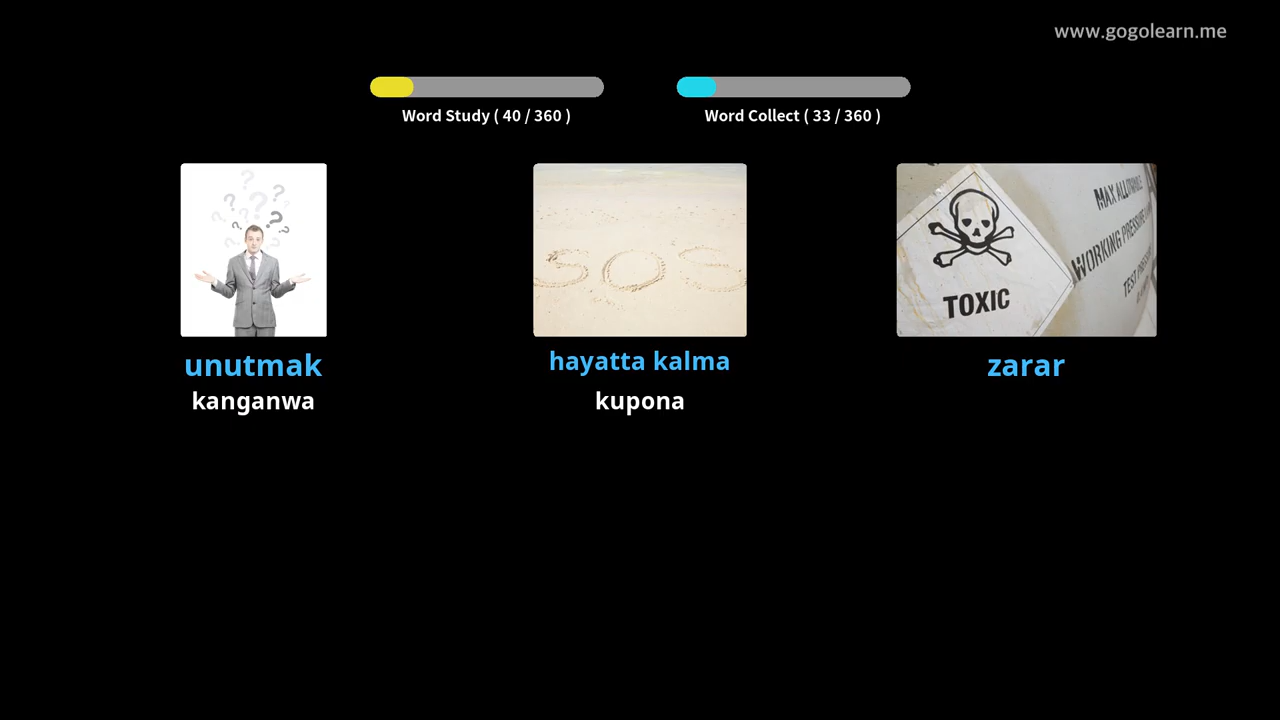 www.gogolearn.me
Word Study ( 40 / 360 )
Word Collect ( 33 / 360 )
SOS
TOXIC
MAX ALLOWABLE
WORKING PRESSURE
TEST PRESS
unutmak
hayatta kalma
zarar
kanganwa
kupona